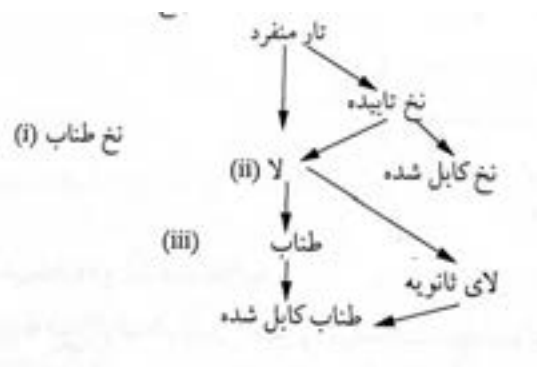 تار منفرد
نخ تابیده
نخ طناب (i)
لا (ii)
نخ کابل شده
طناب (iii)
لای ثانویه
طناب کابل شده